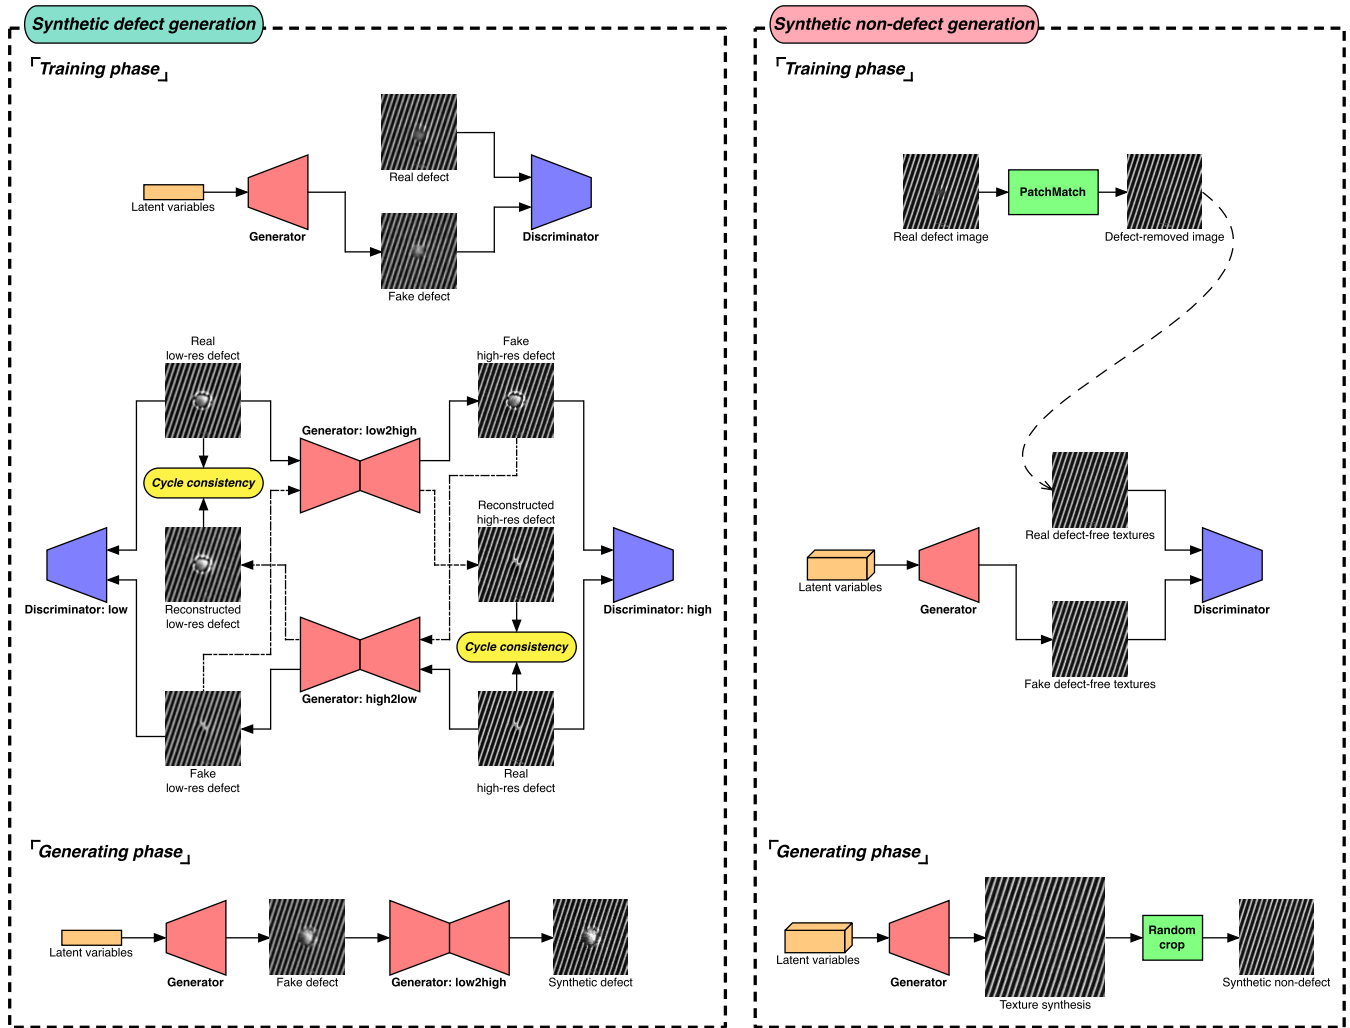 Synthetic defect generation
Training phase
Real defect
Latent variables
Generator
Discriminator
Fake defect
Real
low-res defect
Fake
high-res defect
Generator: low2high
Cycle consistency
Reconstructed
high-res defect
Discriminator: low
Reconstructed
low-res defect
Discriminator: high
Cycle consistency
Generator: high2low
Fake
low-res defect
Real
high-res defect
Generating phase
Latent variables
Generator
Fake defect
Generator: low2high
Synthetic defect
Synthetic non-defect generation
Training phase
PatchMatch
Real defect image
Defect-removed image
Real defect-free textures
Latent variables
Generator
Discriminator
Fake defect-free textures
Generating phase
Random
crop
Latent variables
Generator
Texture synthesis
Synthetic non-defect